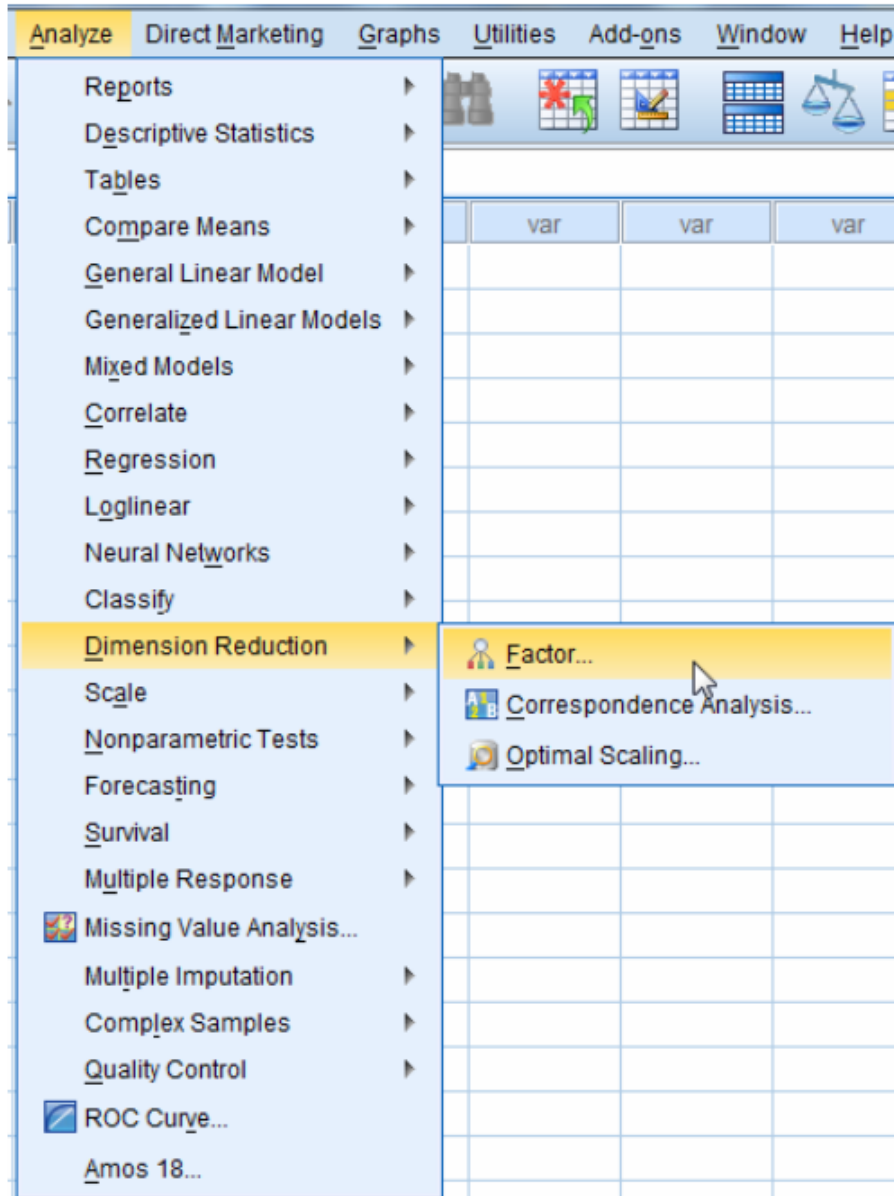 Analyze Direct Marketing Graphs Utilities Add-ons Window Help
Reports
Descriptive Statistics
Tables
Compare Means
var var var
General Linear Model
Generalized Linear Models
Mixed Models
Correlate
Regression
Loglinear
Neural Networks
Classify
Dimension Reduction
Factor...
Scale
Correspondence Analysis...
Nonparametric Tests
Optimal Scaling...
Forecasting
Survival
Multiple Response
Missing Value Analysis...
Multiple Imputation
Complex Samples
Quality Control
ROC Curve...
Amos 18...